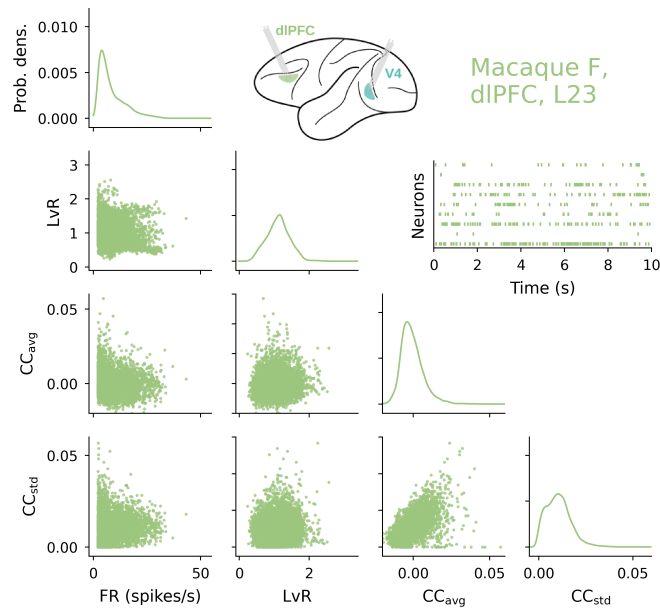 dlPFC
V4
Macaque F,
dlPFC, L23
Prob. dens.
0.010
0.005
0.000
LvR
3
2
1
0
Neurons
0 2 4 6 8 10
Time (s)
CCavg
0.05
0.00
CCstd
0.05
0.00
0 50
FR (spikes/s)
0 2
LvR
0.00 0.05
CCavg
0.00 0.05
CCstd